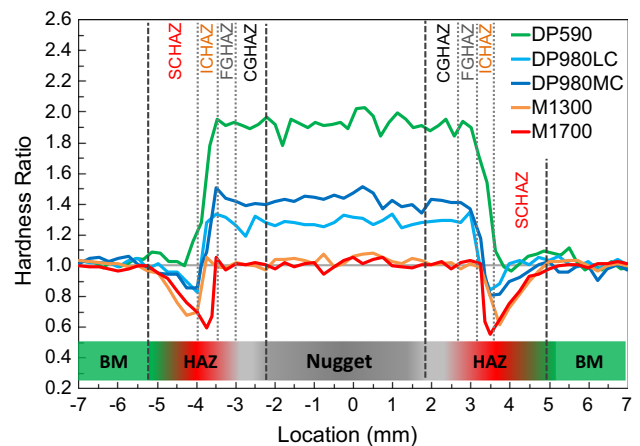 2.6
2.4
2.2
2.0
1.8
1.6
1.4
1.2
1.0
0.8
0.6
0.4
0.2
Hardness Ratio
SCHAZ
ICHAZ
FGHAZ
CGHAZ
CGHAZ
FGHAZ
ICHAZ
SCHAZ
DP590
DP980LC
DP980MC
M1300
M1700
BM HAZ Nugget HAZ BM
-7 -6 -5 -4 -3 -2 -1 0 1 2 3 4 5 6 7
Location (mm)